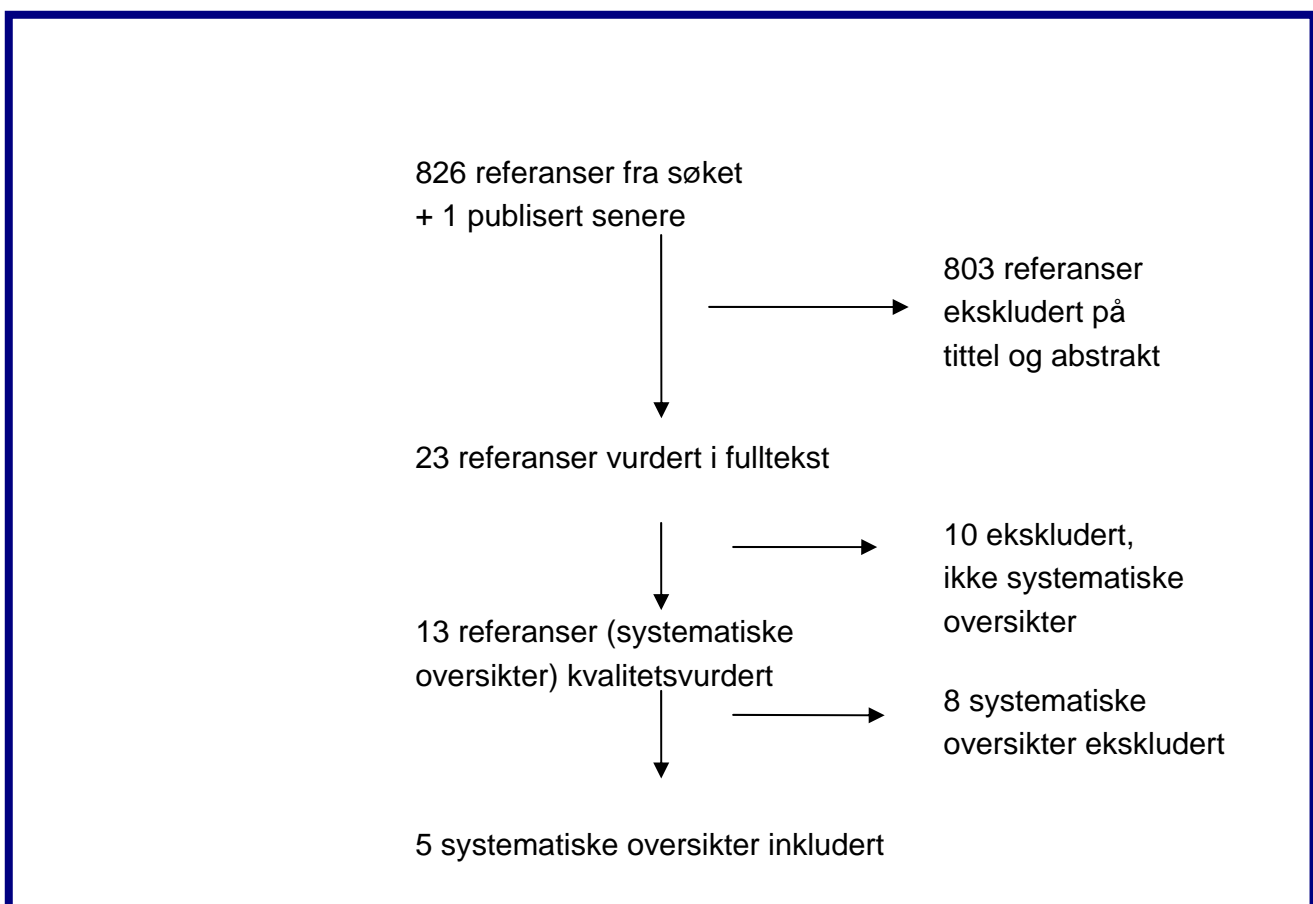 826 referanser fra søket
+ 1 publisert senere
803 referanser
ekskludert på
tittel og abstrakt
23 referanser vurdert i fulltekst
10 ekskludert,
ikke systematiske
oversikter
13 referanser (systematiske
oversikter) kvalitetsvurdert
8 systematiske
oversikter ekskludert
5 systematiske oversikter inkludert